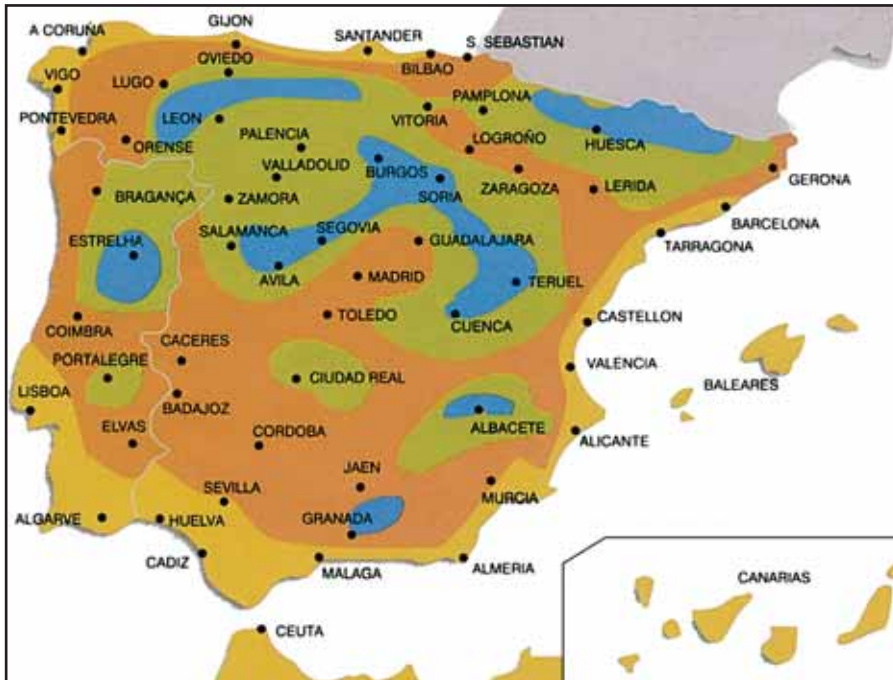 GIJON
A CORUÑA
SANTANDER
S. SEBASTIAN
OVIEDO
BILBAO
VIGO
LUGO
PAMPLONA
PONTEVEDRA
LEON
VITORIA
PALENCIA
LOGROÑO
HUESCA
ORENSE
VALLADOLID
BURGOS
ZARAGOZA
GERONA
BRAGANÇA
ZAMORA
SORIA
LERIDA
BARCELONA
ESTRELHA
SALAMANCA
SEGOVIA
GUADALAJARA
TARRAGONA
AVILA
MADRID
TERUEL
COIMBRA
TOLEDO
CUENCA
CASTELLON
CACERES
PORTALEGRE
CIUDAD REAL
VALENCIA
LISBOA
BADAJOZ
BALEARES
ELVAS
CORDOBA
ALBACETE
ALICANTE
JAEN
SEVILLA
MURCIA
ALGARVE
HUELVA
GRANADA
CADIZ
MALAGA
ALMERIA
CANARIAS
CEUTA